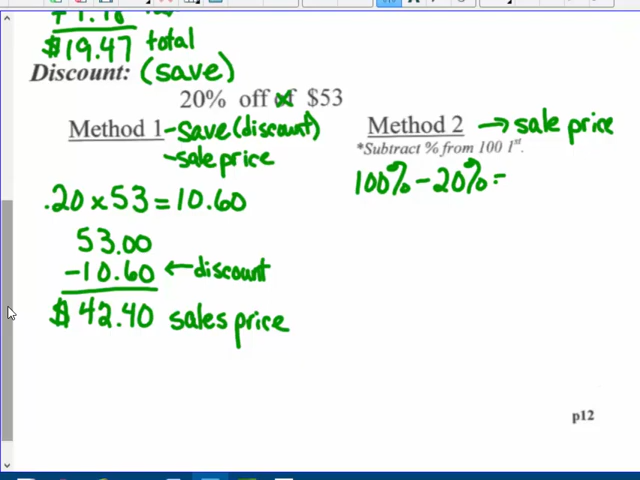 $19.47 total
Discount: (save)
20% off of $53
Method 1 - save (discount)
- sale price
.20 x 53 = 10.60
53.00
-10.60 ← discount
$42.40 sales price
Method 2 → sale price
*Subtract % from 100 1st.
100% - 20% =
p12